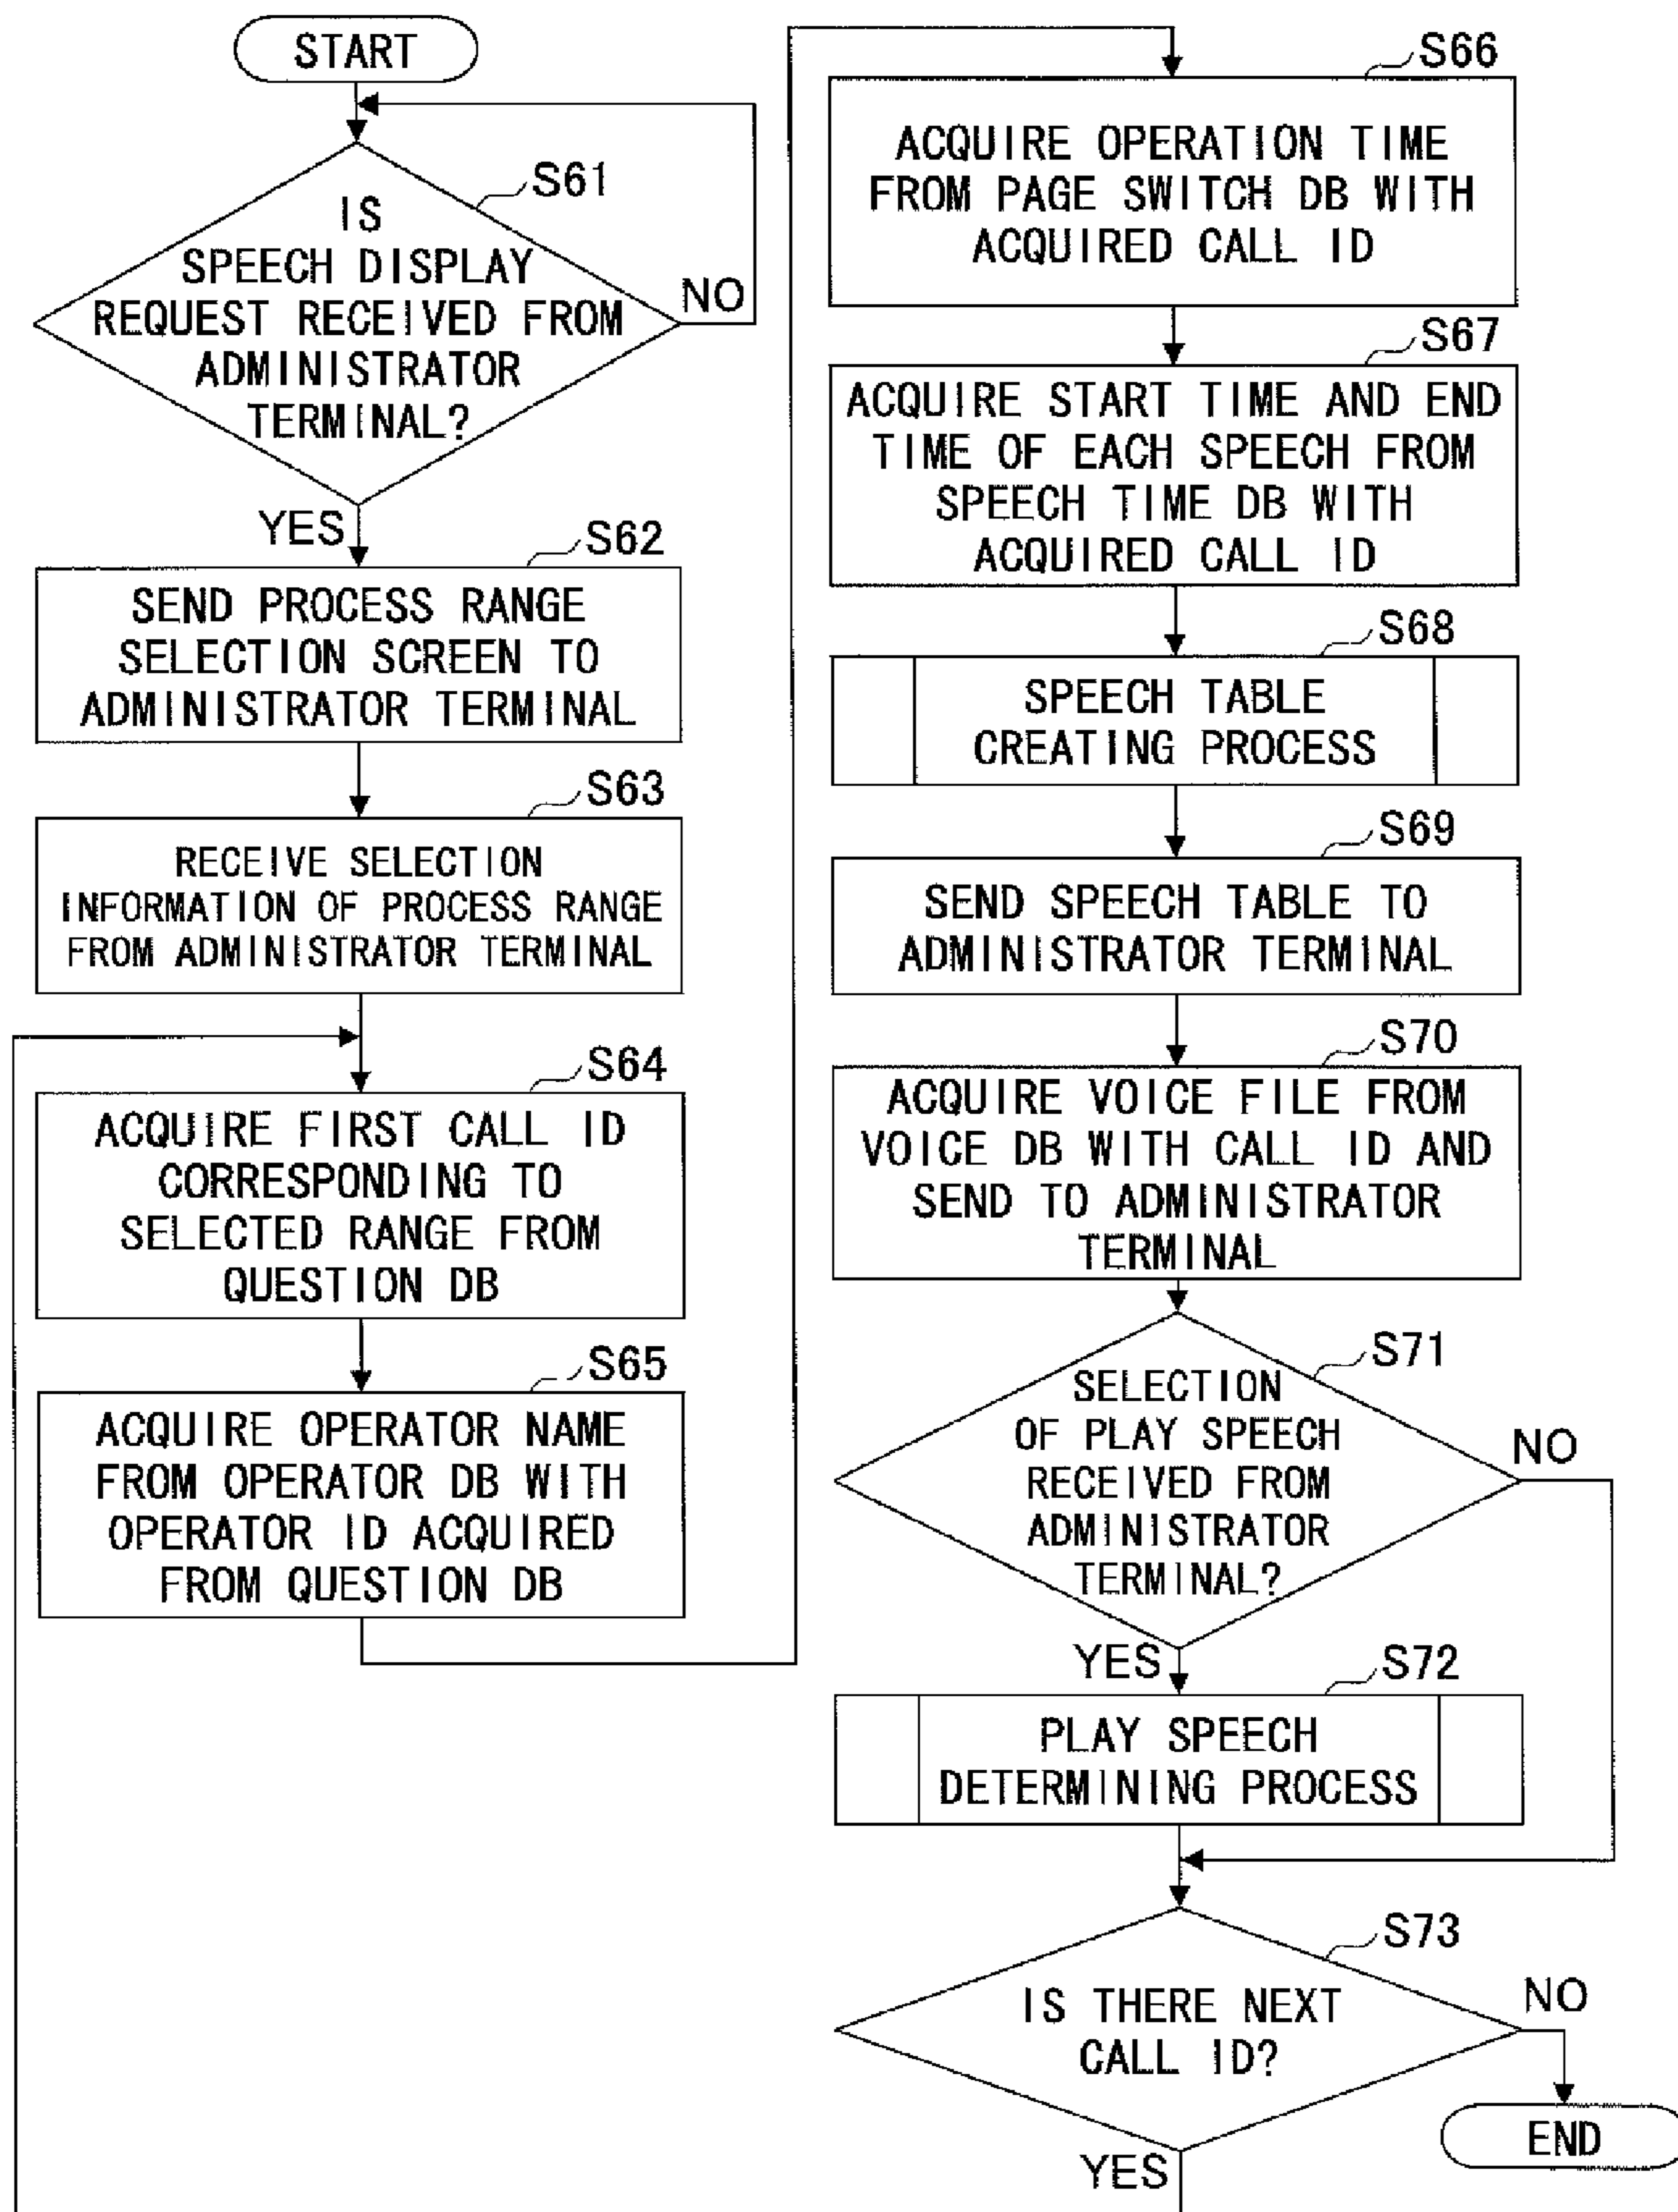 START
S61
IS
SPEECH DISPLAY
REQUEST RECEIVED FROM
ADMINISTRATOR
TERMINAL?
NO
YES
S62
SEND PROCESS RANGE
SELECTION SCREEN TO
ADMINISTRATOR TERMINAL
S63
RECEIVE SELECTION
INFORMATION OF PROCESS RANGE
FROM ADMINISTRATOR TERMINAL
S64
ACQUIRE FIRST CALL ID
CORRESPONDING TO
SELECTED RANGE FROM
QUESTION DB
S65
ACQUIRE OPERATOR NAME
FROM OPERATOR DB WITH
OPERATOR ID ACQUIRED
FROM QUESTION DB
S66
ACQUIRE OPERATION TIME
FROM PAGE SWITCH DB WITH
ACQUIRED CALL ID
S67
ACQUIRE START TIME AND END
TIME OF EACH SPEECH FROM
SPEECH TIME DB WITH
ACQUIRED CALL ID
S68
SPEECH TABLE
CREATING PROCESS
S69
SEND SPEECH TABLE TO
ADMINISTRATOR TERMINAL
S70
ACQUIRE VOICE FILE FROM
VOICE DB WITH CALL ID AND
SEND TO ADMINISTRATOR
TERMINAL
S71
SELECTION
OF PLAY SPEECH
RECEIVED FROM
ADMINISTRATOR
TERMINAL?
NO
YES
S72
PLAY SPEECH
DETERMINING PROCESS
S73
IS THERE NEXT
CALL ID?
NO
END
YES